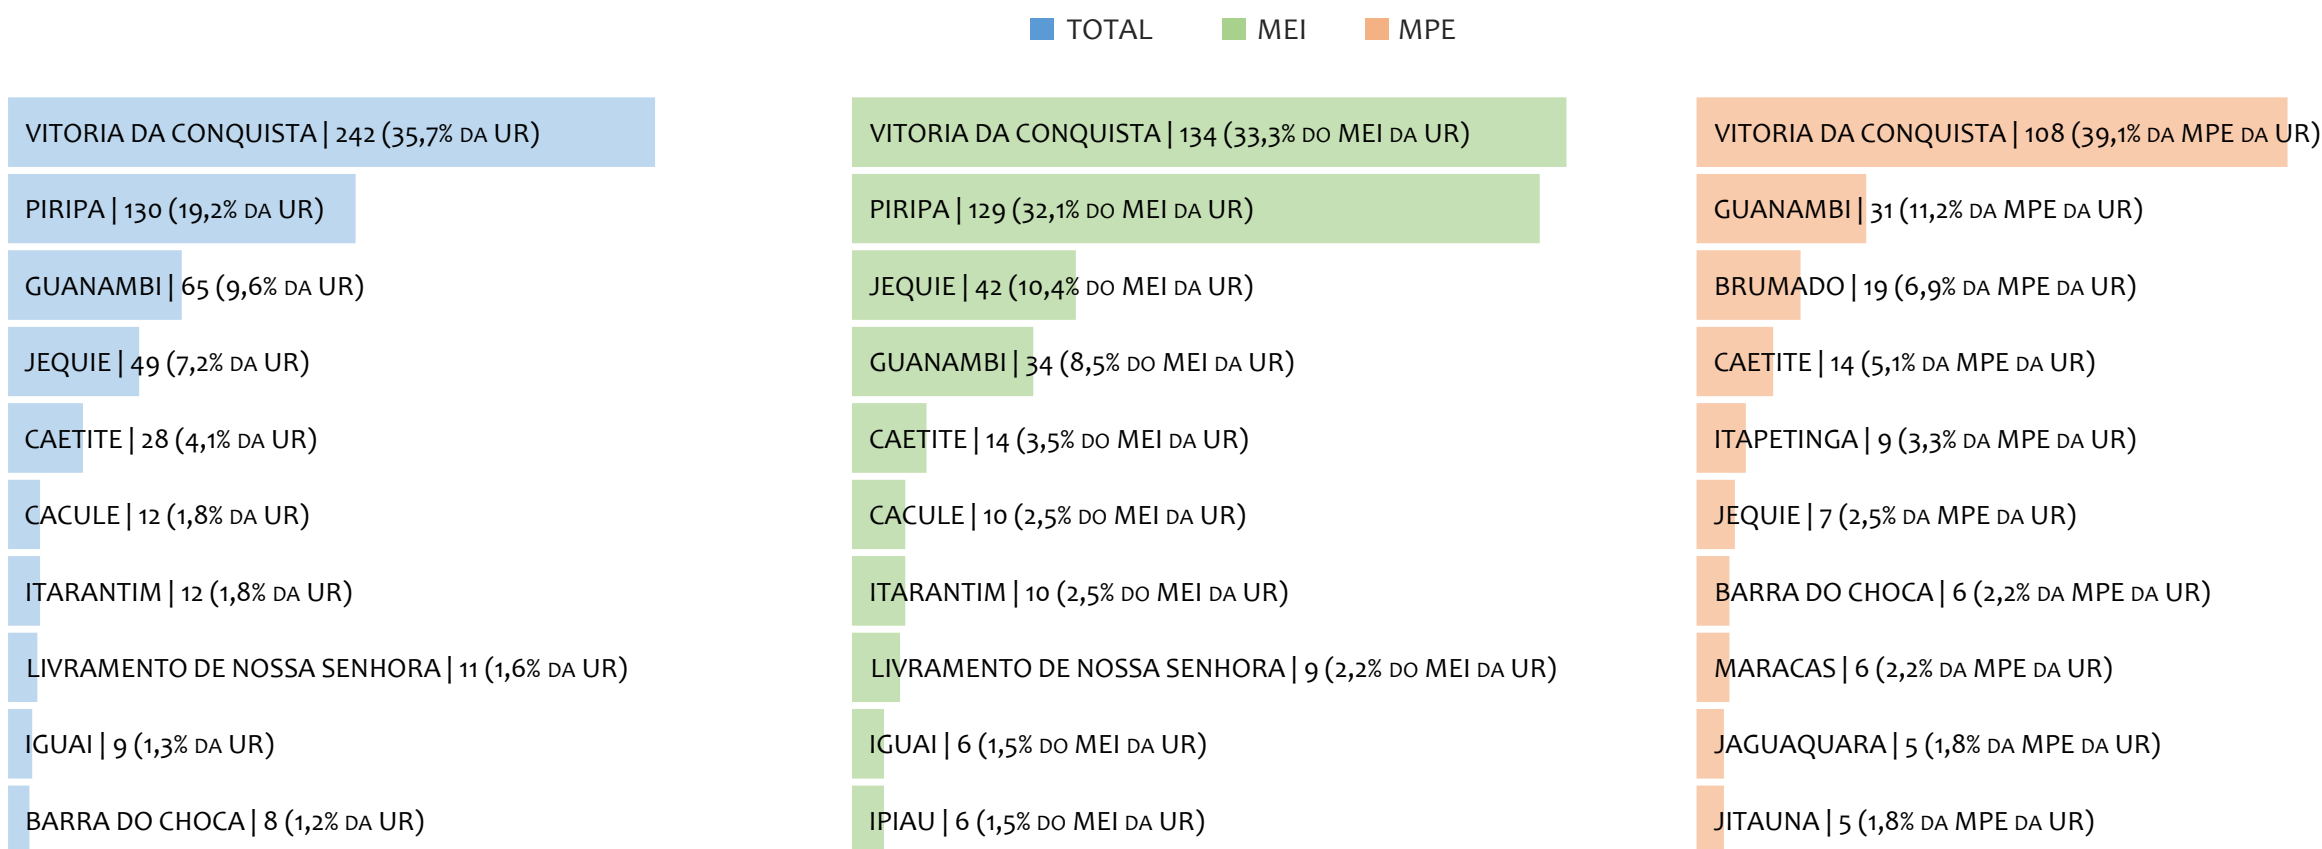 TOTAL MEI MPE
VITORIA DA CONQUISTA | 242 (35,7% DA UR)
PIRIPA | 130 (19,2% DA UR)
GUANAMBI | 65 (9,6% DA UR)
JEQUIE | 49 (7,2% DA UR)
CAETITE | 28 (4,1% DA UR)
CACULE | 12 (1,8% DA UR)
ITARANTIM | 12 (1,8% DA UR)
LIVRAMENTO DE NOSSA SENHORA | 11 (1,6% DA UR)
IGUAI | 9 (1,3% DA UR)
BARRA DO CHOCA | 8 (1,2% DA UR)
VITORIA DA CONQUISTA | 134 (33,3% DO MEI DA UR)
PIRIPA | 129 (32,1% DO MEI DA UR)
JEQUIE | 42 (10,4% DO MEI DA UR)
GUANAMBI | 34 (8,5% DO MEI DA UR)
CAETITE | 14 (3,5% DO MEI DA UR)
CACULE | 10 (2,5% DO MEI DA UR)
ITARANTIM | 10 (2,5% DO MEI DA UR)
LIVRAMENTO DE NOSSA SENHORA | 9 (2,2% DO MEI DA UR)
IGUAI | 6 (1,5% DO MEI DA UR)
IPIAU | 6 (1,5% DO MEI DA UR)
VITORIA DA CONQUISTA | 108 (39,1% DA MPE DA UR)
GUANAMBI | 31 (11,2% DA MPE DA UR)
BRUMADO | 19 (6,9% DA MPE DA UR)
CAETITE | 14 (5,1% DA MPE DA UR)
ITAPETINGA | 9 (3,3% DA MPE DA UR)
JEQUIE | 7 (2,5% DA MPE DA UR)
BARRA DO CHOCA | 6 (2,2% DA MPE DA UR)
MARACAS | 6 (2,2% DA MPE DA UR)
JAGUAQUARA | 5 (1,8% DA MPE DA UR)
JITAUNA | 5 (1,8% DA MPE DA UR)